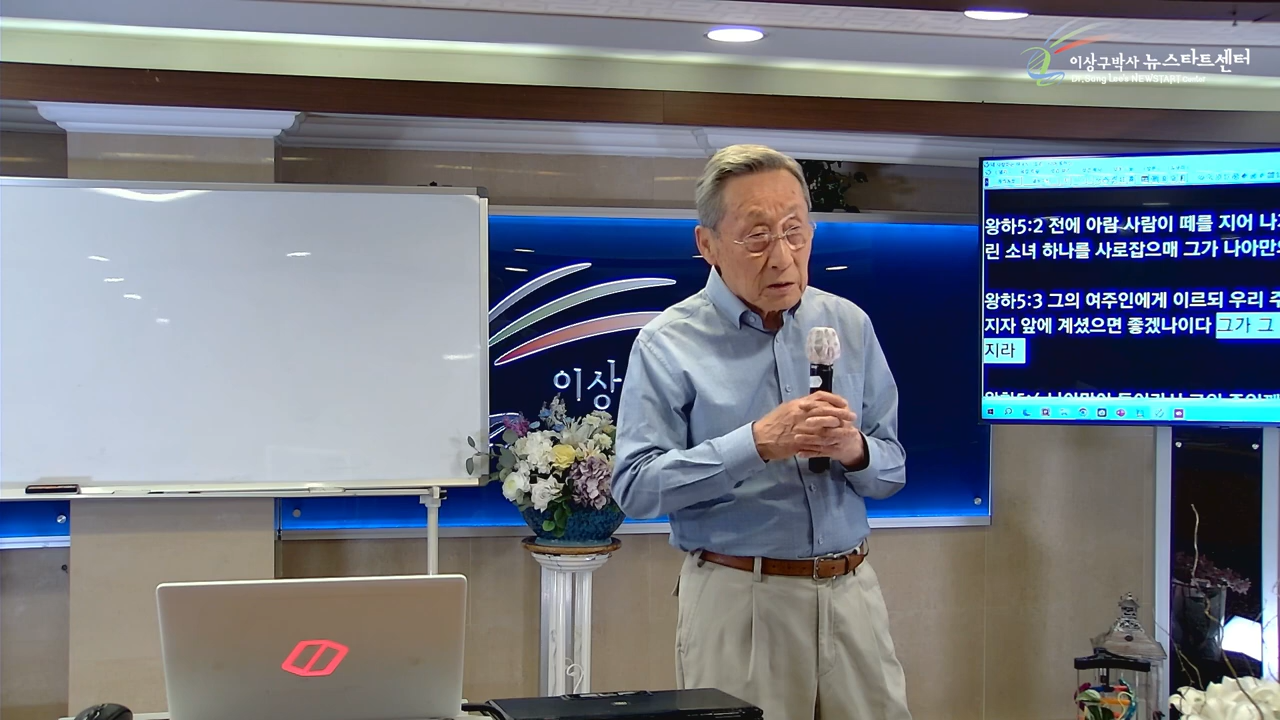 이상구박사 뉴스타트센터
Dr. Sang Lee's NEWSTART Center
왕하5:2 전에 아람 사람이 떼를 지어 나
린 소녀 하나를 사로잡으매 그가 나아만
왕하5:3 그의 여주인에게 이르되 우리 주
지자 앞에 계셨으면 좋겠나이다 그가 그
지라
이상